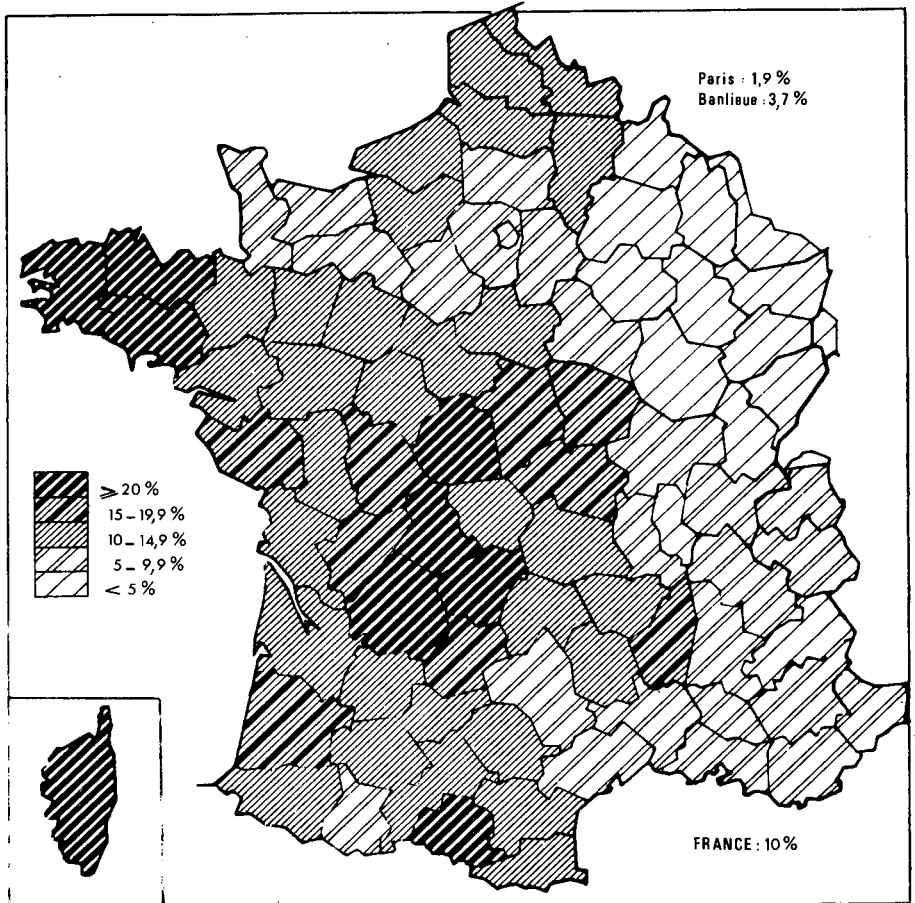 Paris : 1,9 %
Banlieue : 3,7 %
⩾ 20 %
15 – 19,9 %
10 – 14,9 %
5 – 9,9 %
< 5 %
FRANCE : 10 %